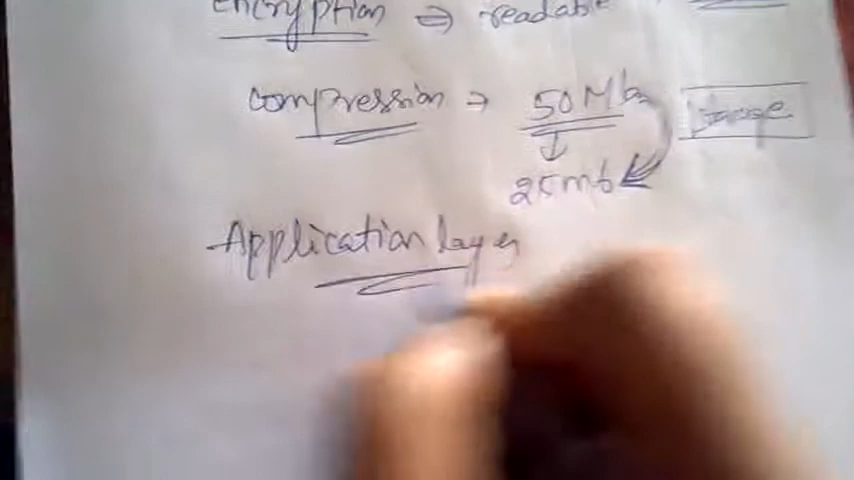 encryption ⇒ readable
compression → 50 Mb
25mb
Application layer